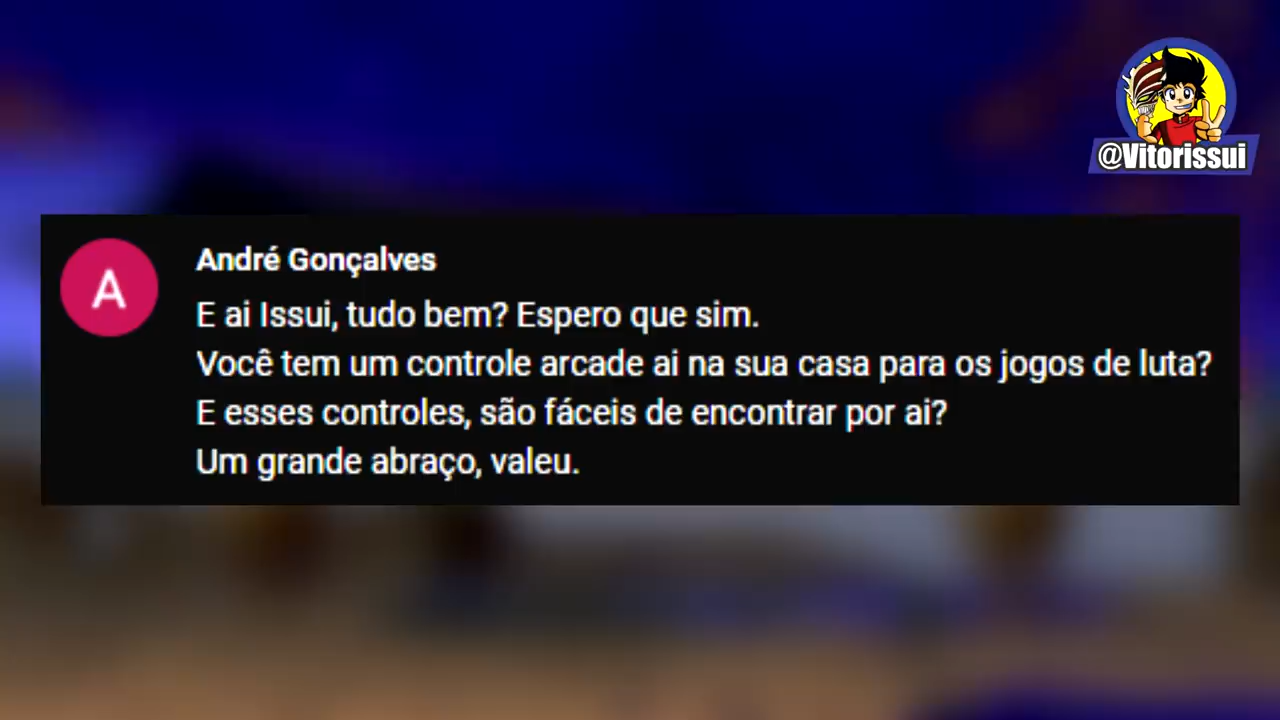 @Vitorissui
A
André Gonçalves
E ai Issui, tudo bem? Espero que sim.
Você tem um controle arcade ai na sua casa para os jogos de luta?
E esses controles, são fáceis de encontrar por ai?
Um grande abraço, valeu.